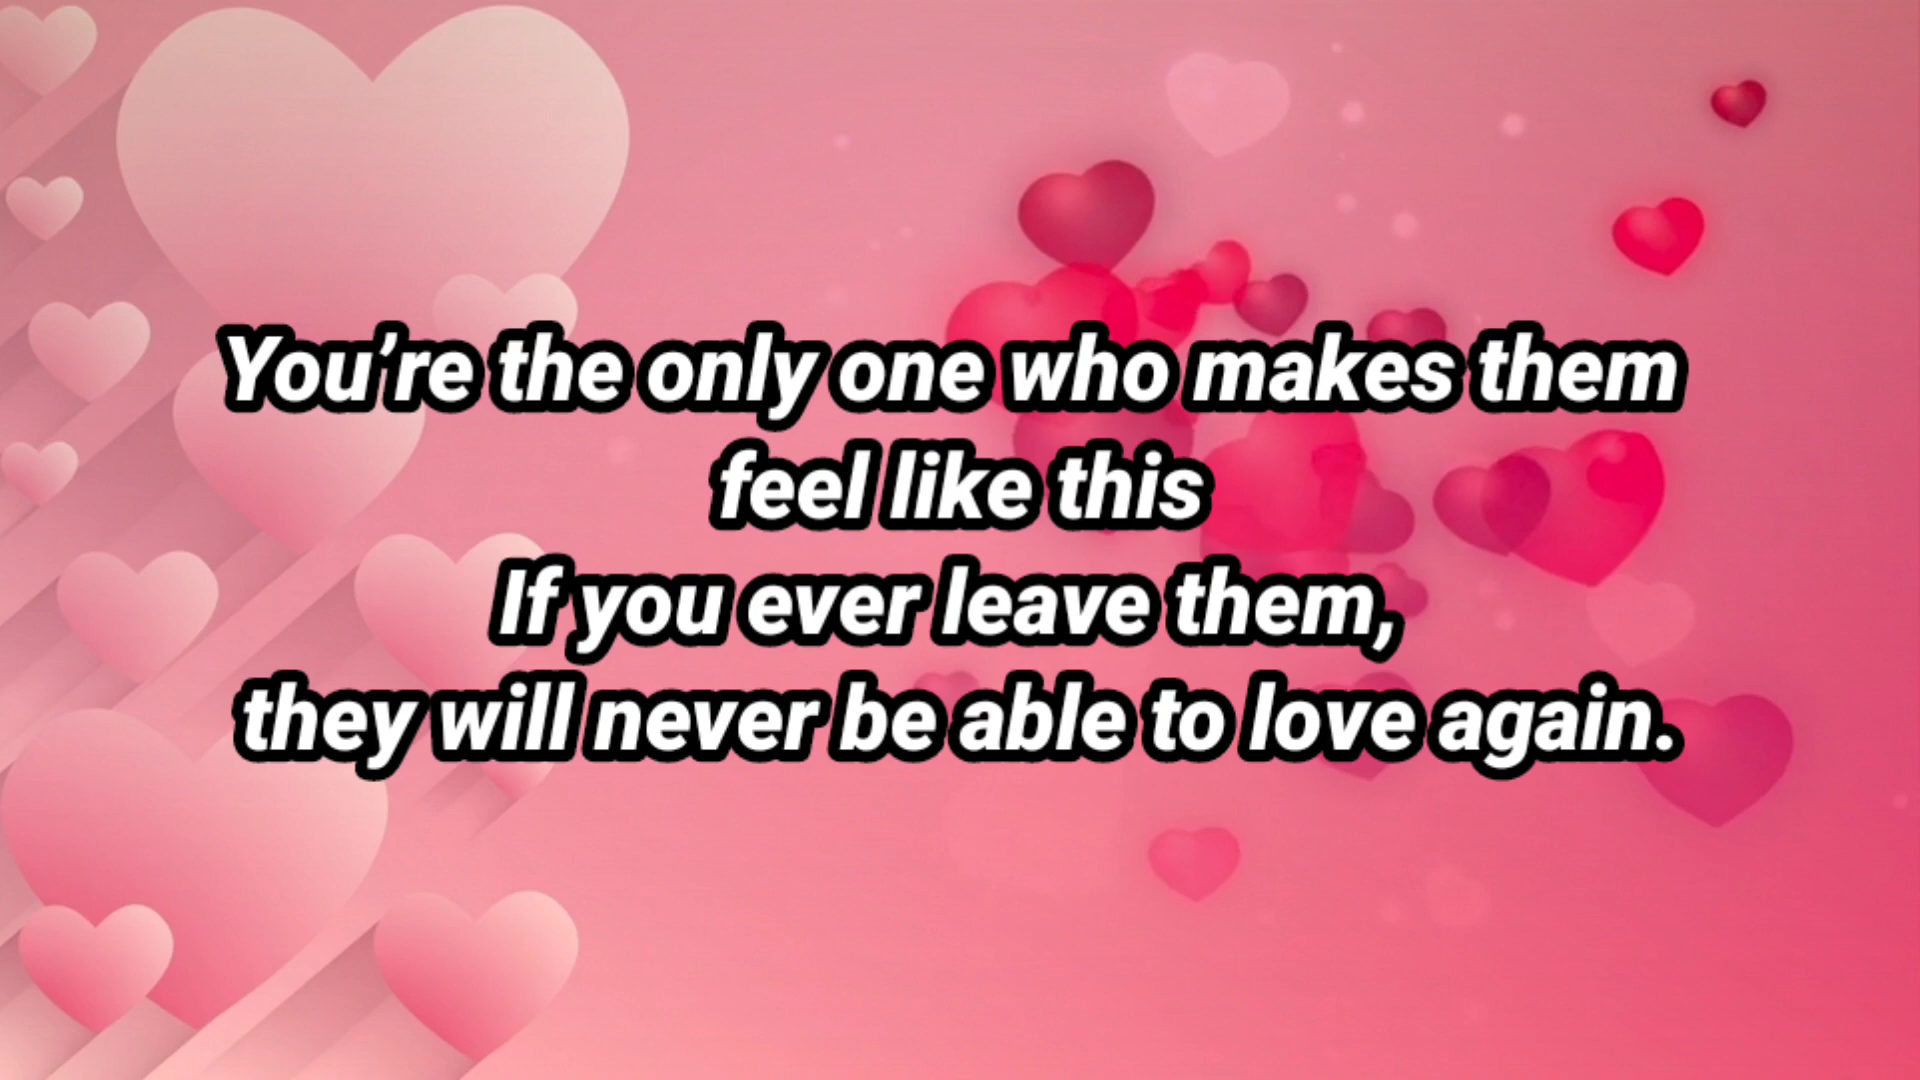 You’re the only one who makes them
feel like this
If you ever leave them,
they will never be able to love again.